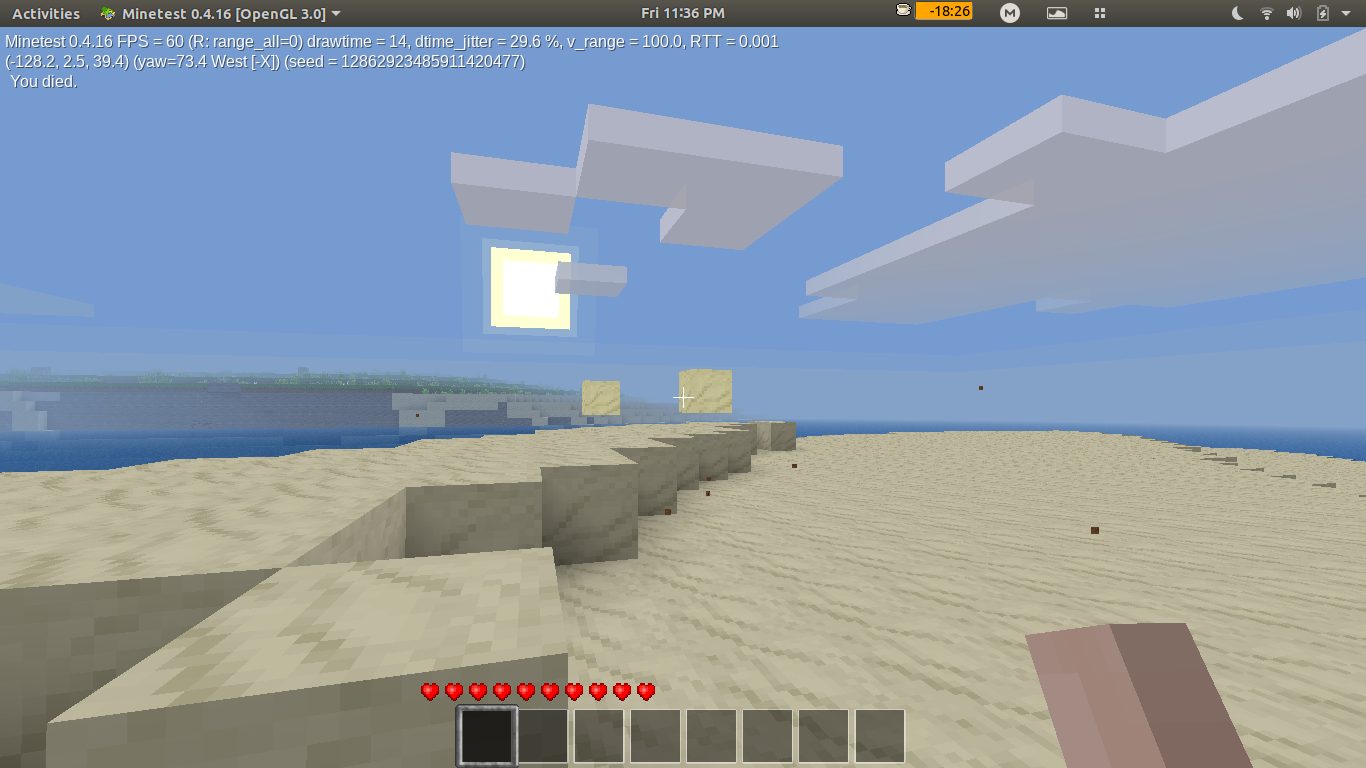 Activities Minetest 0.4.16 [OpenGL 3.0] Fri 11:36 PM -18:26 M
Minetest 0.4.16 FPS = 60 (R: range_all=0) drawtime = 14, dtime_jitter = 29.6 %, v_range = 100.0, RTT = 0.001
(-128.2, 2.5, 39.4) (yaw=73.4 West [-X]) (seed = 12862923485911420477)
You died.